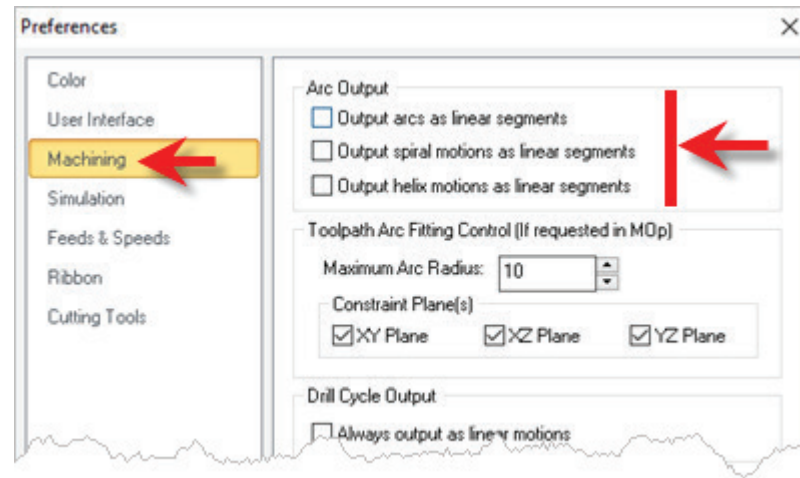 Preferences
Color
User Interface
Machining
Simulation
Feeds & Speeds
Ribbon
Cutting Tools
Arc Output
Output arcs as linear segments
Output spiral motions as linear segments
Output helix motions as linear segments
Toolpath Arc Fitting Control (If requested in MOp)
Maximum Arc Radius: 10
Constraint Plane(s)
XY Plane XZ Plane YZ Plane
Drill Cycle Output
Always output as linear motions